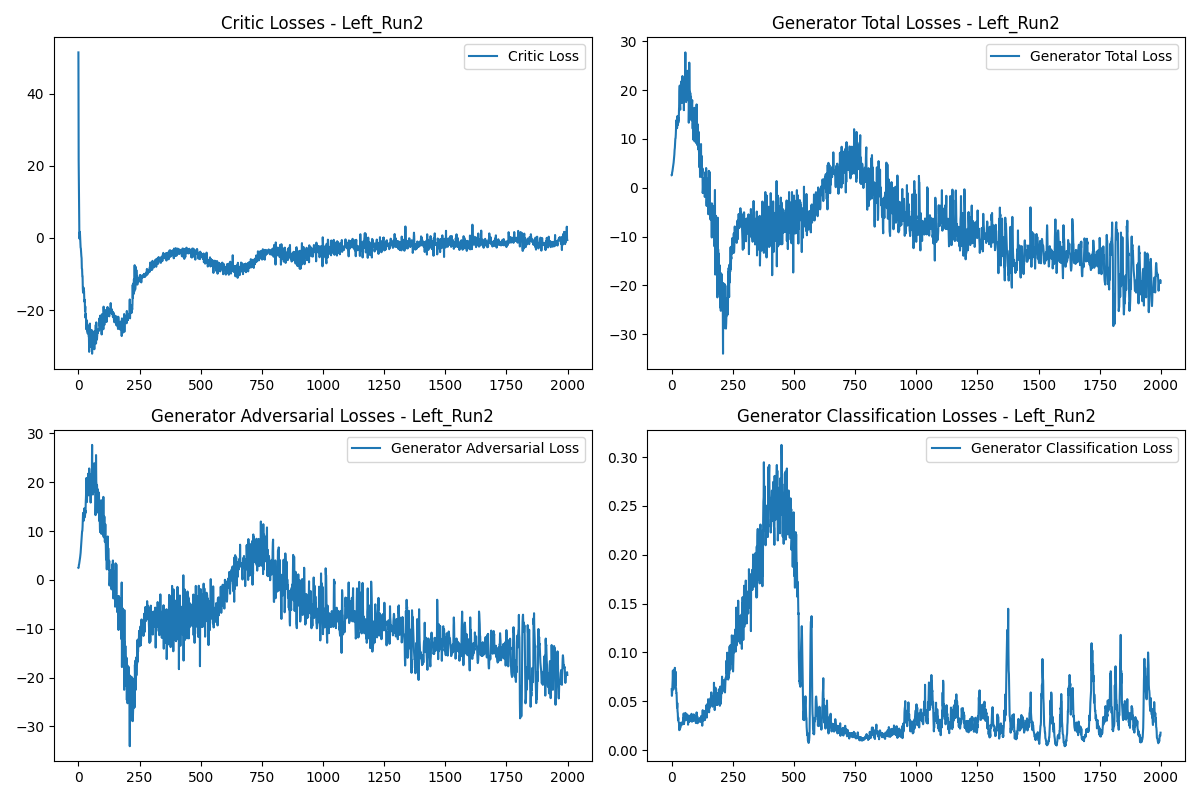 Critic Losses - Left_Run2
Critic Loss
40
20
0
−20
0 250 500 750 1000 1250 1500 1750 2000
Generator Total Losses - Left_Run2
Generator Total Loss
30
20
10
0
−10
−20
−30
0 250 500 750 1000 1250 1500 1750 2000
Generator Adversarial Losses - Left_Run2
Generator Adversarial Loss
30
20
10
0
−10
−20
−30
0 250 500 750 1000 1250 1500 1750 2000
Generator Classification Losses - Left_Run2
Generator Classification Loss
0.30
0.25
0.20
0.15
0.10
0.05
0.00
0 250 500 750 1000 1250 1500 1750 2000